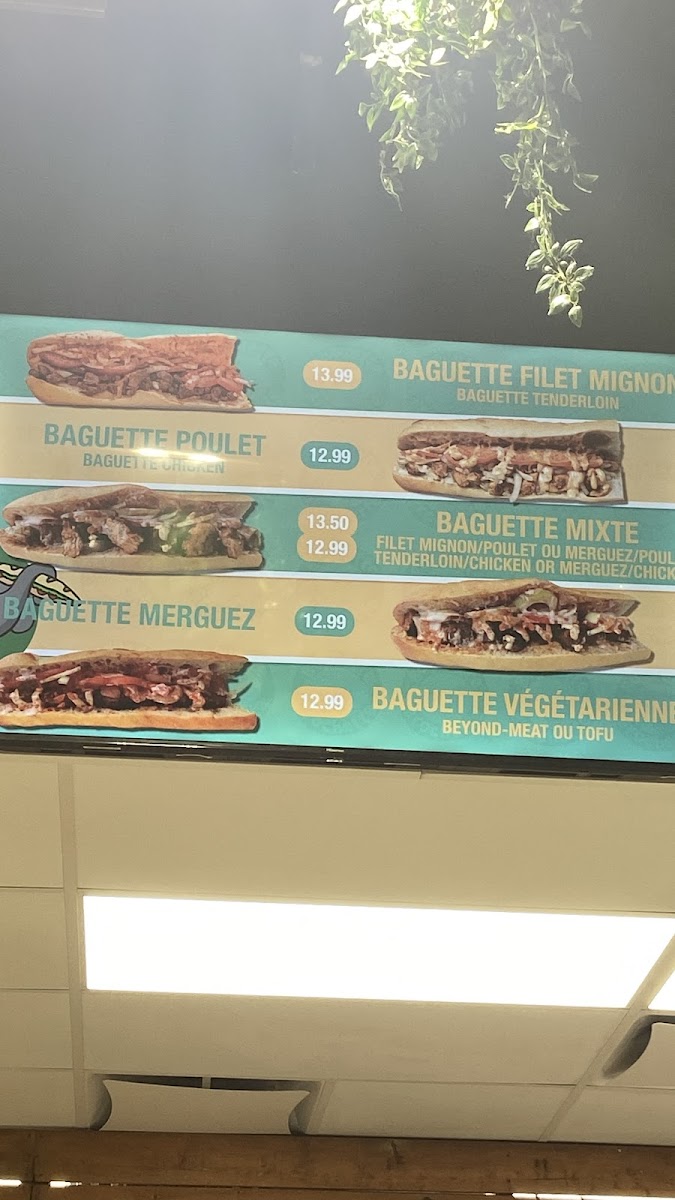 13.99
BAGUETTE FILET MIGNON
BAGUETTE TENDERLOIN
BAGUETTE POULET
BAGUETTE CHICKEN
12.99
13.50
12.99
BAGUETTE MIXTE
FILET MIGNON/POULET OU MERGUEZ/POUL
TENDERLOIN/CHICKEN OR MERGUEZ/CHICK
BAGUETTE MERGUEZ
12.99
12.99
BAGUETTE VÉGÉTARIENNE
BEYOND-MEAT OU TOFU
Hisense